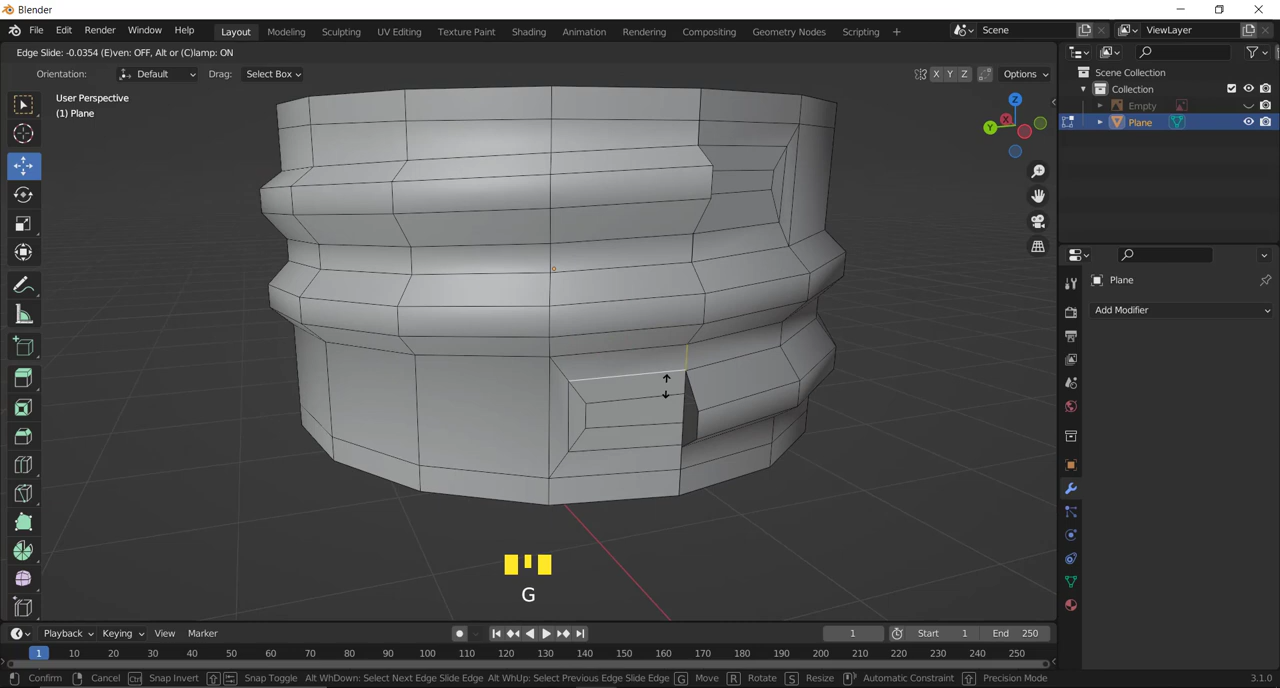 Blender
File Edit Render Window Help Layout Modeling Sculpting UV Editing Texture Paint Shading Animation Rendering Compositing Geometry Nodes Scripting + Scene ViewLayer
Edge Slide: -0.0354 (E)ven: OFF, Alt or (C)lamp: ON
Orientation: Default Drag: Select Box X Y Z Options
Scene Collection
Collection
Empty
Plane
User Perspective
(1) Plane
Z
Y
X
Plane
Add Modifier
G
Playback Keying View Marker 1 Start 1 End 250
1 10 20 30 40 50 60 70 80 90 100 110 120 130 140 150 160 170 180 190 200 210 220 230 240 250
Confirm Cancel Ctrl Snap Invert Snap Toggle Alt WhDown: Select Next Edge Slide Edge Alt WhUp: Select Previous Edge Slide Edge G Move R Rotate S Resize Automatic Constraint Precision Mode 3.1.0